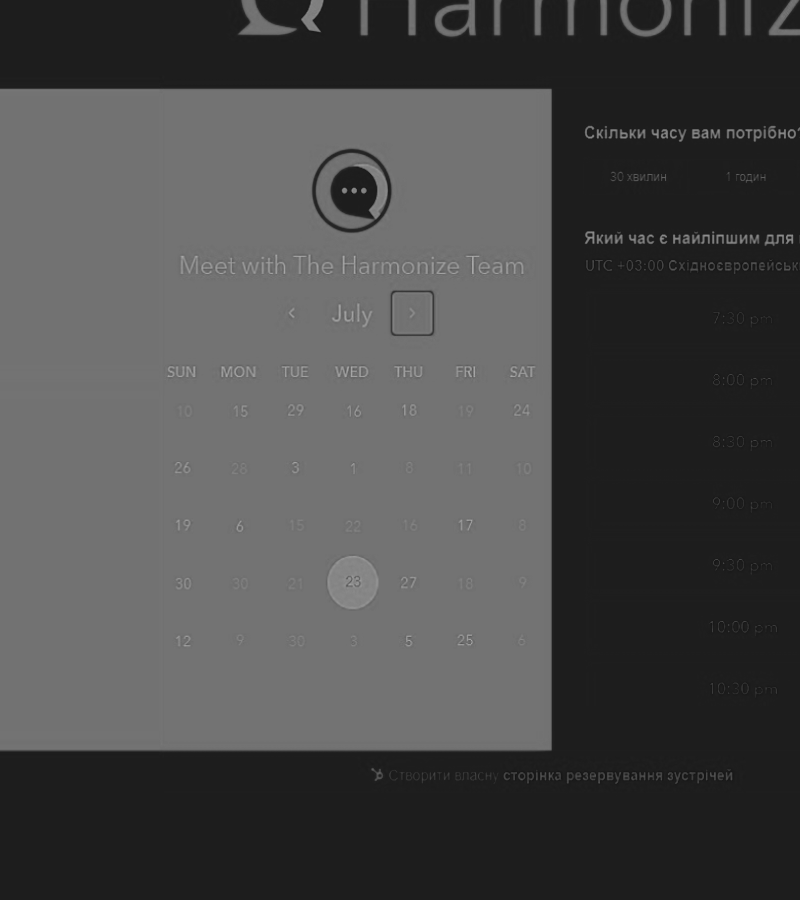 Harmoniz
Meet with The Harmonize Team
July
SUN MON TUE WED THU FRI SAT
10 15 29 16 18 19 24
26 28 3 1 8 11 10
19 6 15 22 16 17 8
30 30 21 23 27 18 9
12 9 30 3 5 25 6
Скільки часу вам потрібно?
30 хвилин 1 годин
Який час є найліпшим для
UTC +03:00 Східноєвропейськ
7:30 pm
8:00 pm
8:30 pm
9:00 pm
9:30 pm
10:00 pm
10:30 pm
Створити власну сторінка резервування зустрічей